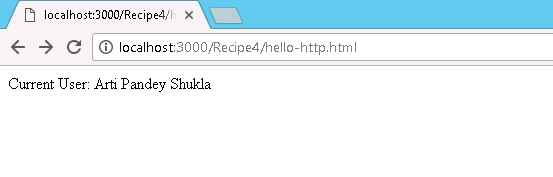 localhost:3000/Recipe4/h
localhost:3000/Recipe4/hello-http.html
Current User: Arti Pandey Shukla